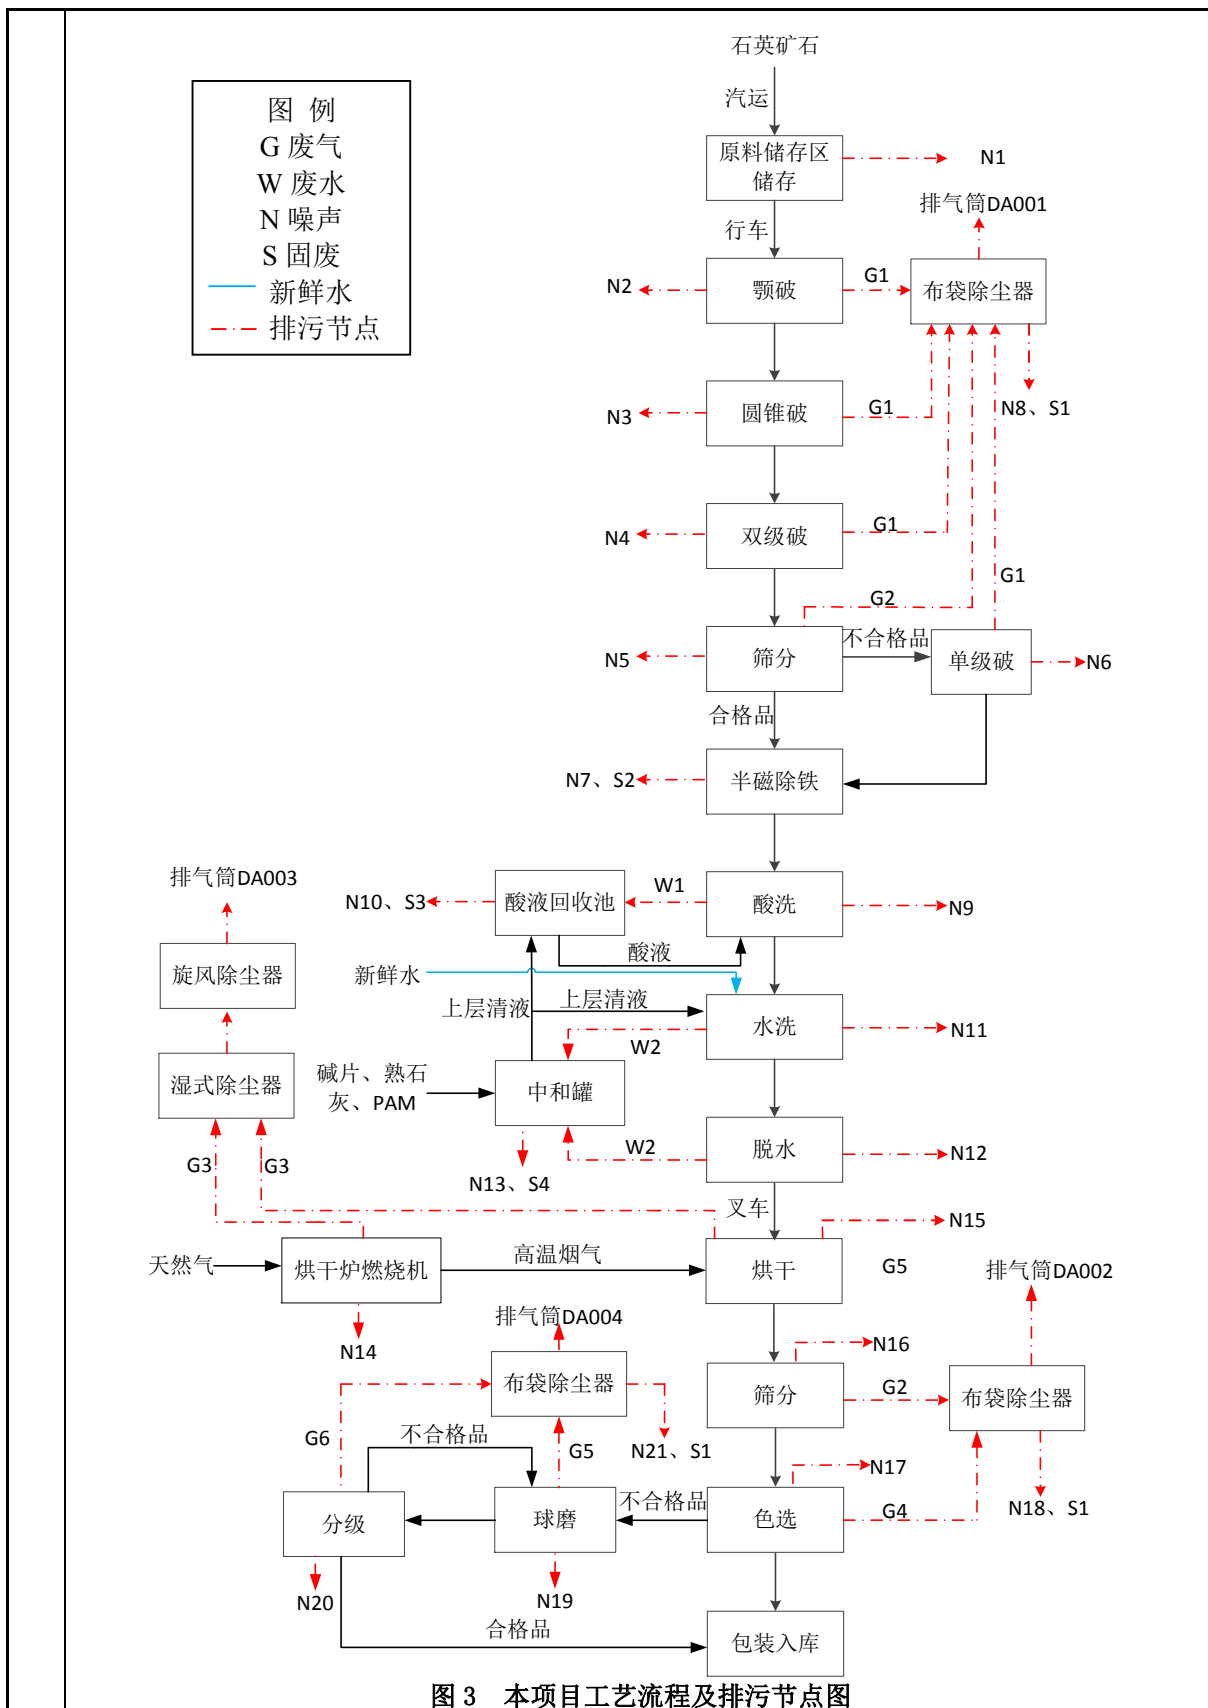 石英矿石
图 例
G 废气
W 废水
N 噪声
S 固废
新鲜水
排污节点
汽运
原料储存区
储存
N1
排气筒DA001
行车
N2
颚破
G1
布袋除尘器
N3
圆锥破
G1
N8、S1
N4
双级破
G1
G1
G2
N5
筛分
不合格品
单级破
N6
合格品
N7、S2
半磁除铁
排气筒DA003
N10、S3
酸液回收池
W1
酸洗
N9
酸液
旋风除尘器
新鲜水
上层清液
上层清液
水洗
N11
W2
湿式除尘器
碱片、熟石
灰、PAM
中和罐
G3
G3
W2
脱水
N12
N13、S4
叉车
N15
天然气
烘干炉燃烧机
高温烟气
烘干
G5
排气筒DA002
排气筒DA004
N14
N16
布袋除尘器
筛分
G2
布袋除尘器
G6
不合格品
G5
N21、S1
N17
分级
球磨
不合格品
色选
G4
N18、S1
N20
N19
合格品
包装入库
图 3 本项目工艺流程及排污节点图